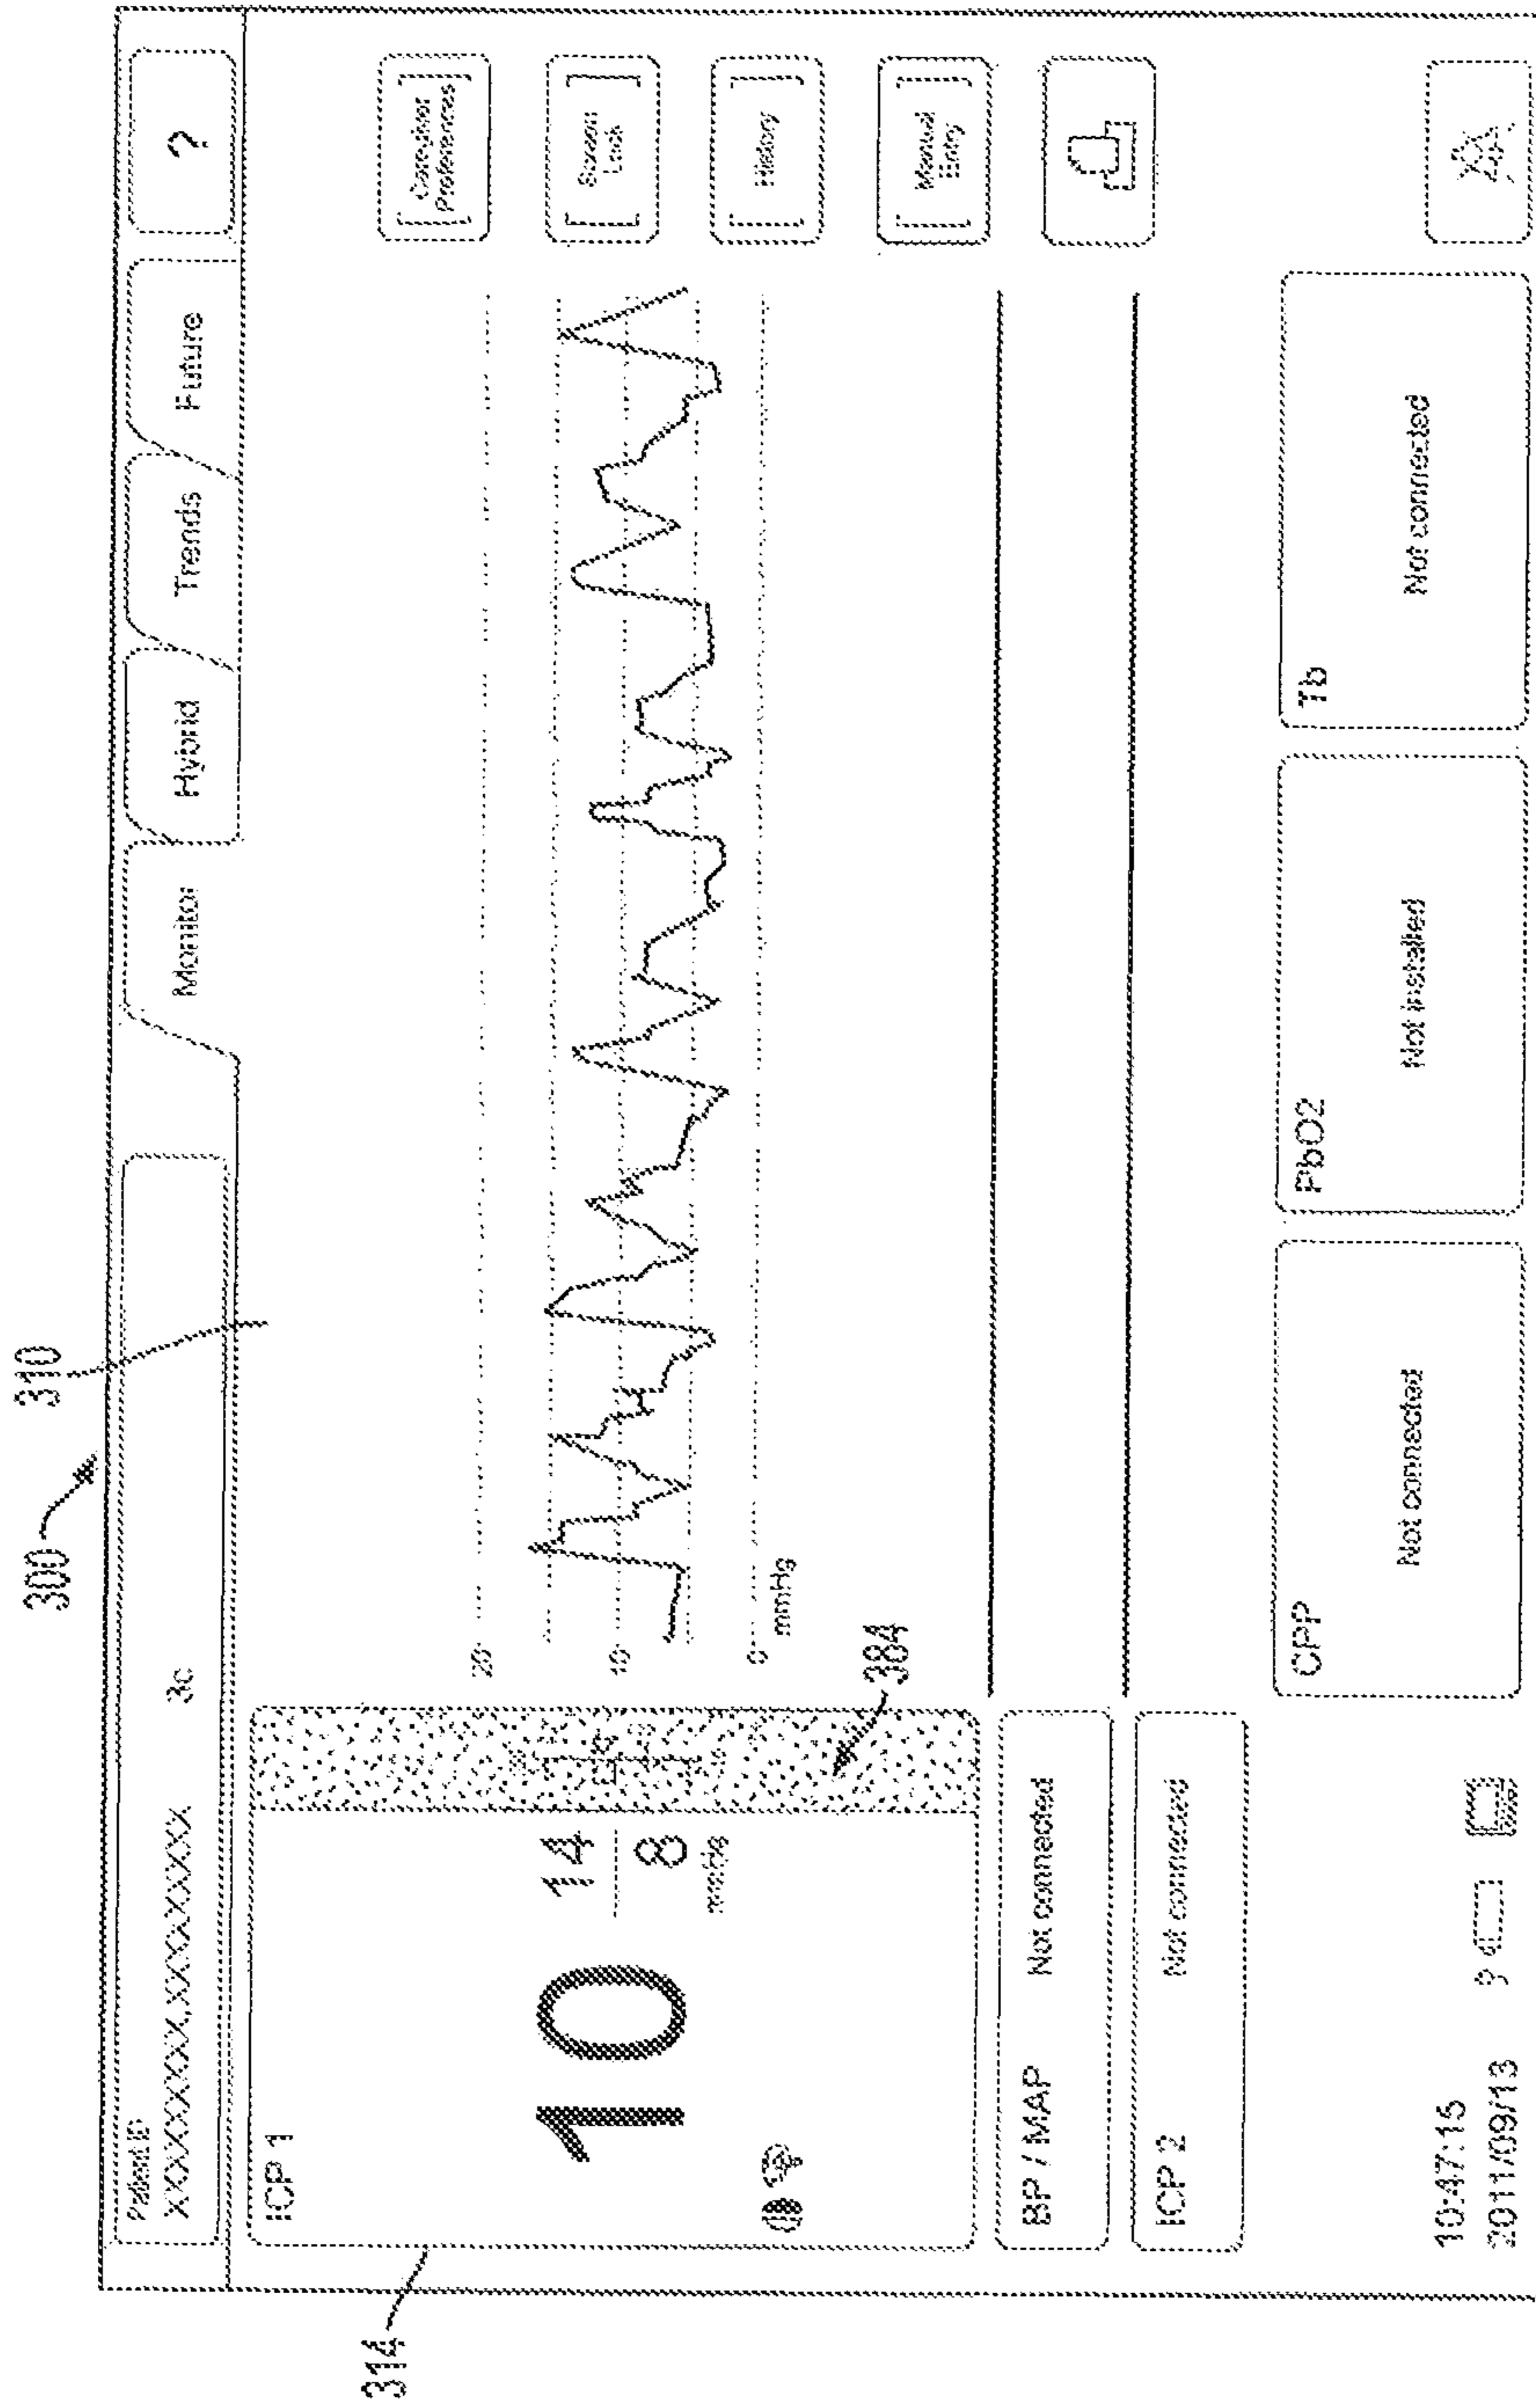 300
310
314
384
Patient ID
XXXXXXXX,XXXXXXXX 3c
Monitor
Hybrid
Trends
Future
?
ICP 1
10
14
8
mmHg
20
10
0
mmHg
Caregiver
Preferences
Screen
Lock
History
Manual
Entry
BP / MAP Not connected
ICP 2 Not connected
CPP
Not connected
PbO2
Not installed
Tb
Not connected
10:47:15
2011/09/13